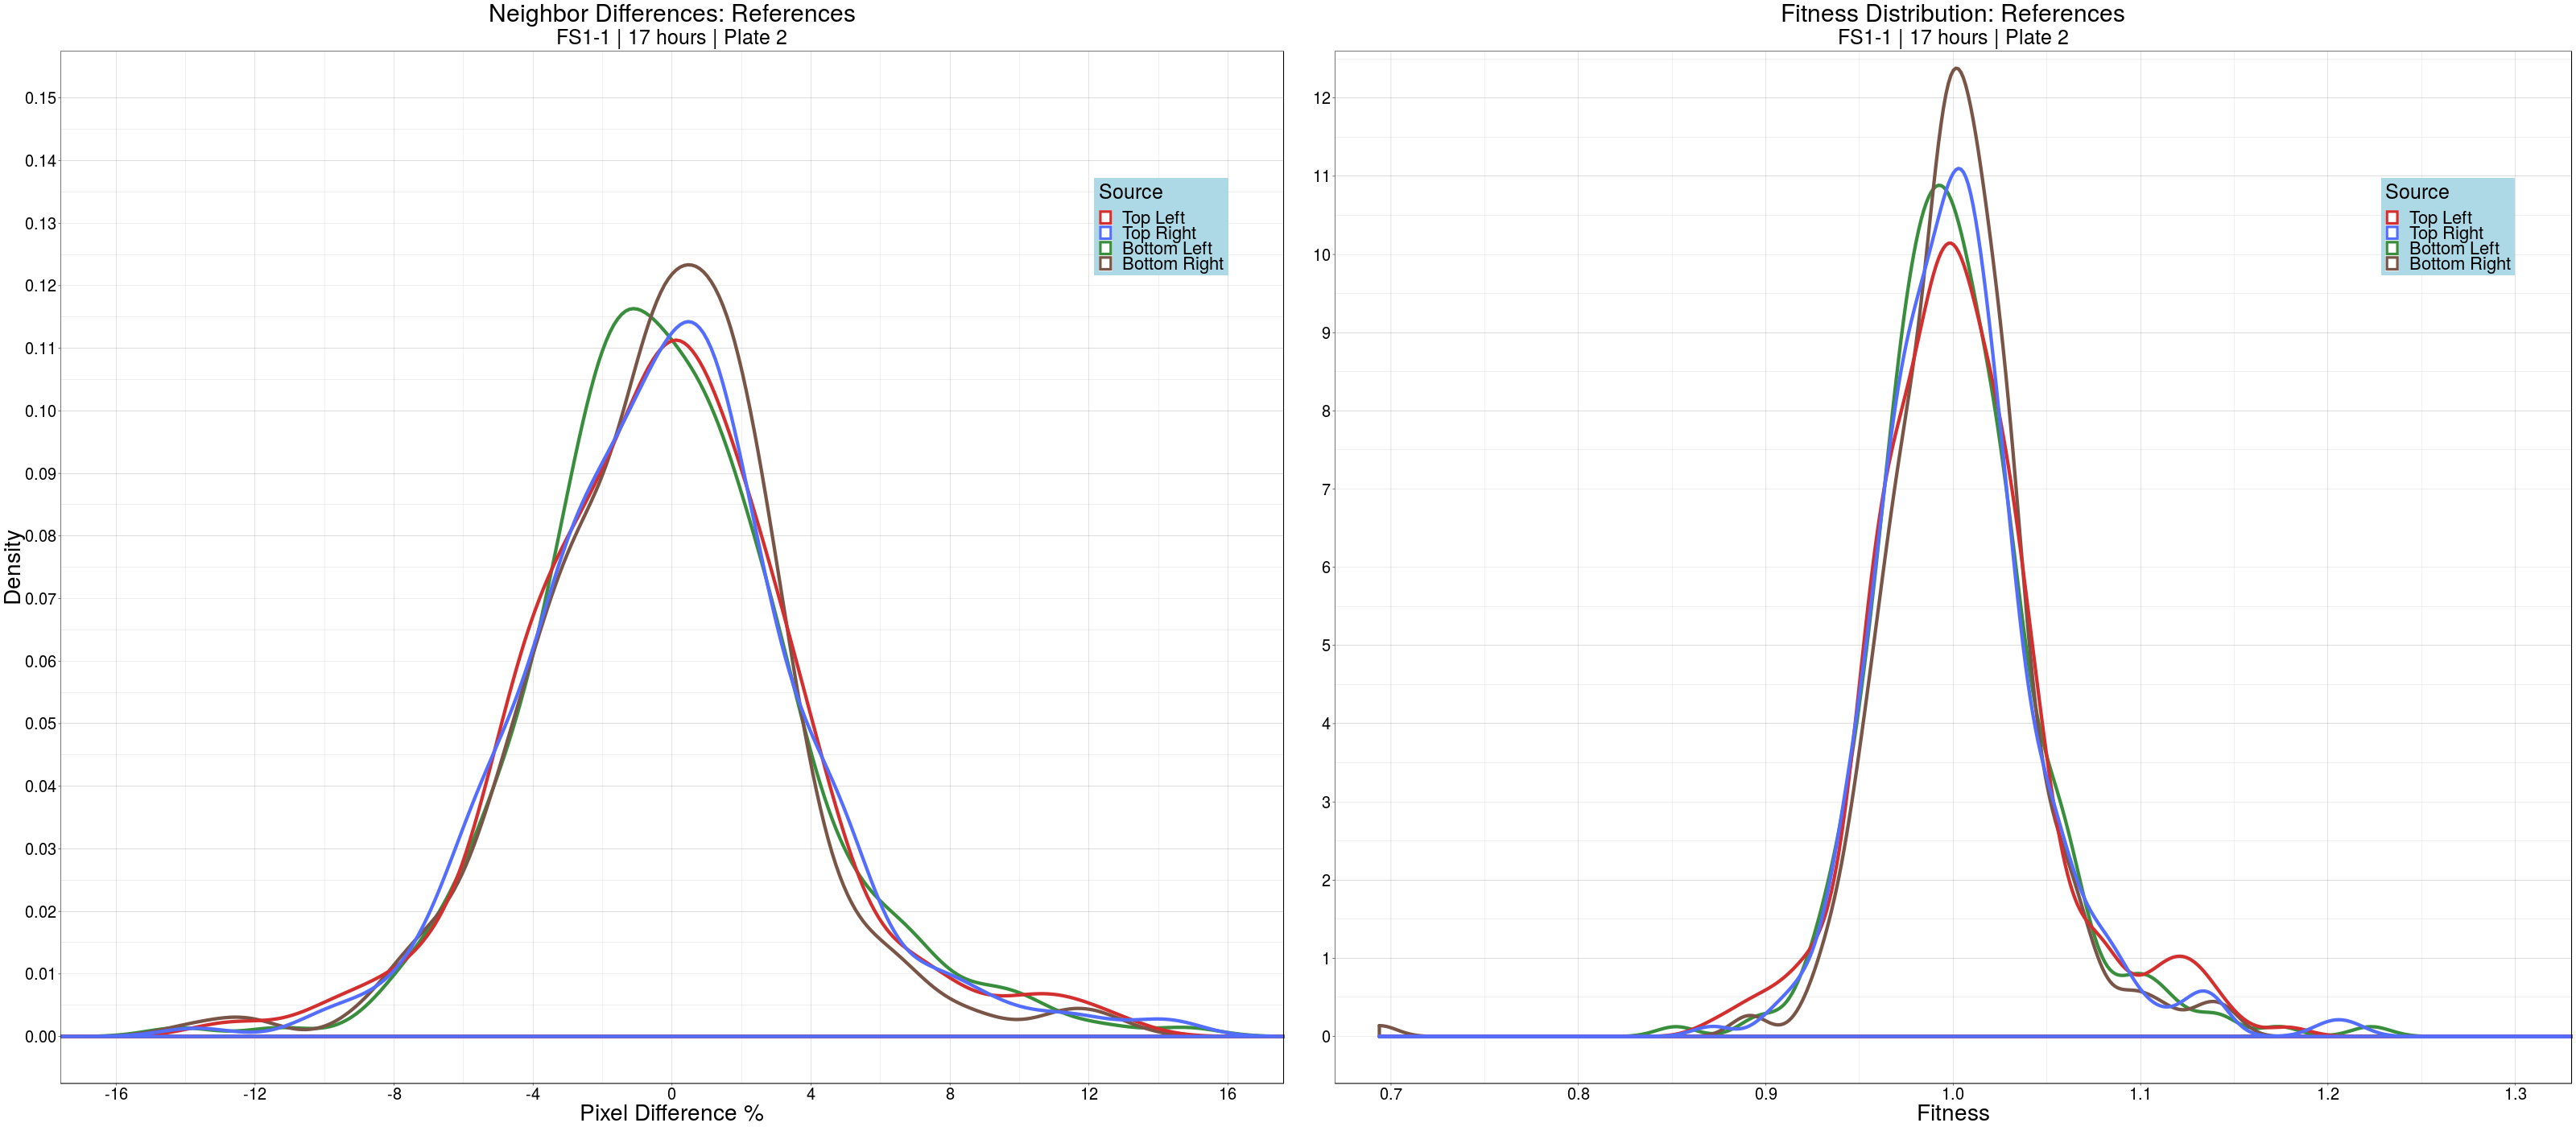 Neighbor Differences: References
FS1-1 | 17 hours | Plate 2
0.15
0.14
0.13
0.12
0.11
0.10
0.09
0.08
0.07
0.06
0.05
0.04
0.03
0.02
0.01
0.00
Density
Source
Top Left
Top Right
Bottom Left
Bottom Right
-16 -12 -8 -4 0 4 8 12 16
Pixel Difference %
Fitness Distribution: References
FS1-1 | 17 hours | Plate 2
12
11
10
9
8
7
6
5
4
3
2
1
0
Source
Top Left
Top Right
Bottom Left
Bottom Right
0.7 0.8 0.9 1.0 1.1 1.2 1.3
Fitness